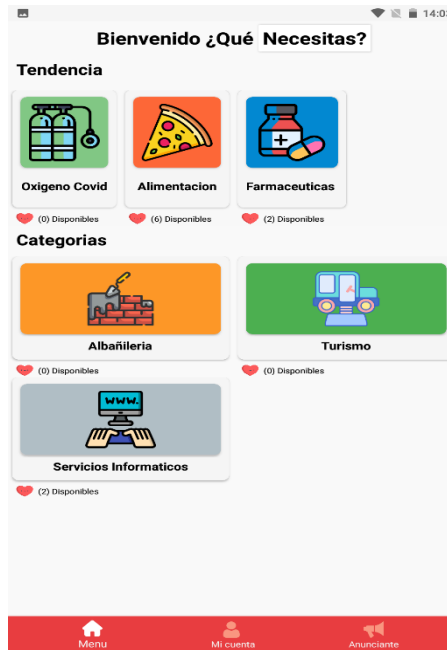 14:03
Bienvenido ¿Qué Necesitas?
Tendencia
Oxigeno Covid Alimentacion Farmaceuticas
(0) Disponibles (6) Disponibles (2) Disponibles
Categorias
Albañileria Turismo
(0) Disponibles (0) Disponibles
www.
Servicios Informaticos
(2) Disponibles
Menu Mi cuenta Anunciante